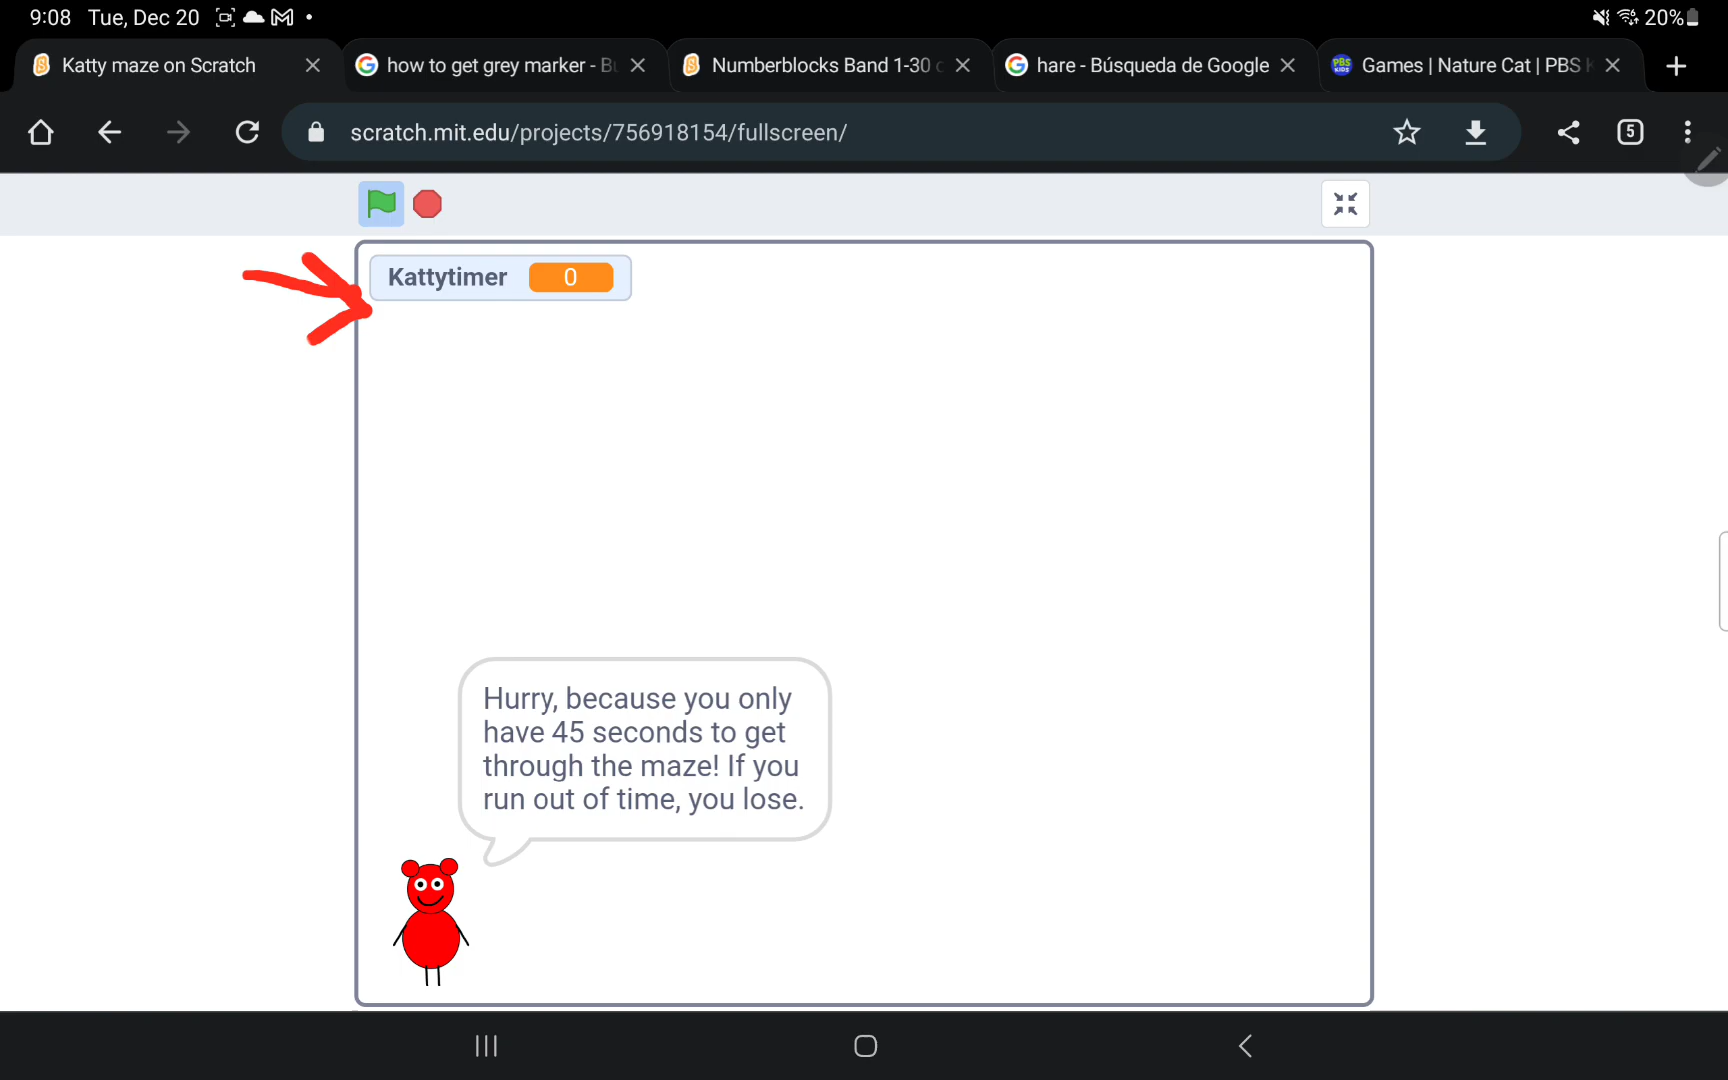 9:08 Tue, Dec 20
20%
Katty maze on Scratch
how to get grey marker - Bu
Numberblocks Band 1-30
hare - Búsqueda de Google
Games | Nature Cat | PBS
scratch.mit.edu/projects/756918154/fullscreen/
5
Kattytimer 0
Hurry, because you only
have 45 seconds to get
through the maze! If you
run out of time, you lose.